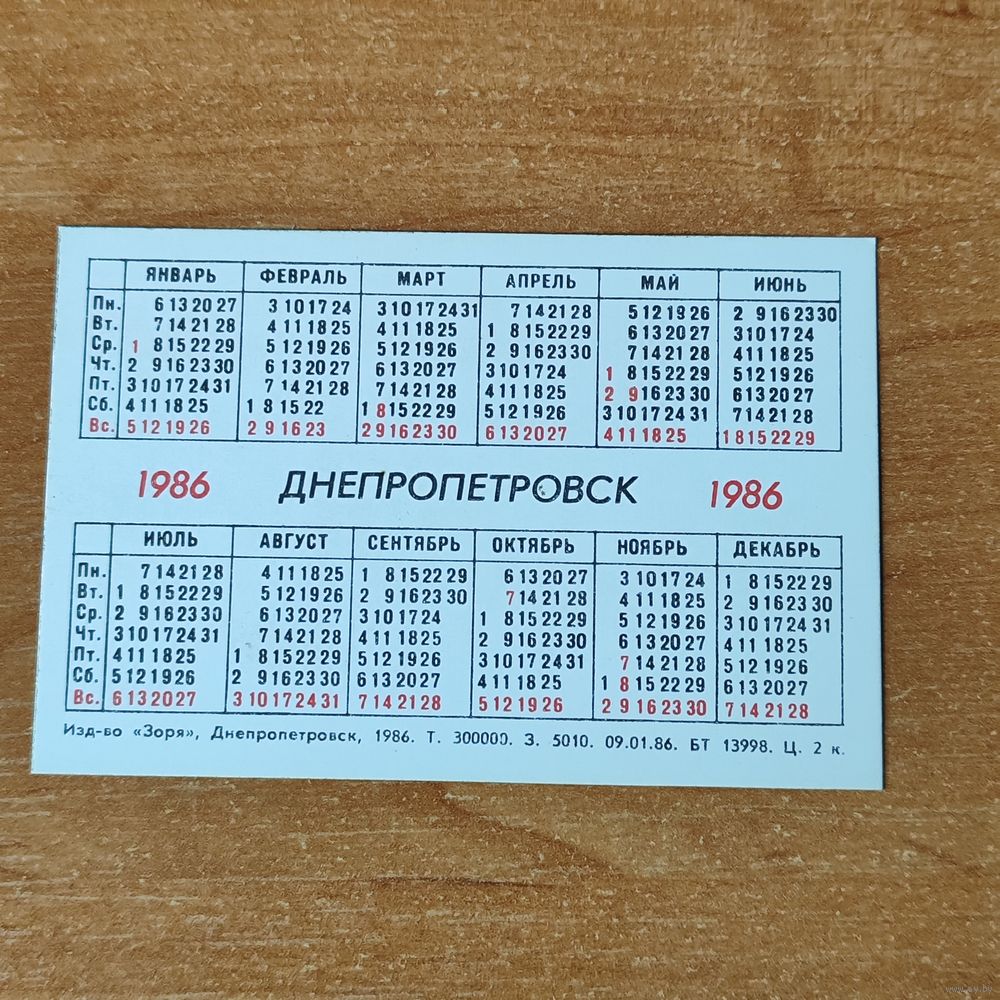 ЯНВАРЬ ФЕВРАЛЬ МАРТ АПРЕЛЬ МАЙ ИЮНЬ
Пн. 6 13 20 27 3 10 17 24 3 10 17 24 31 7 14 21 28 5 12 19 26 2 9 16 23 30
Вт. 7 14 21 28 4 11 18 25 4 11 18 25 1 8 15 22 29 6 13 20 27 3 10 17 24
Ср. 1 8 15 22 29 5 12 19 26 5 12 19 26 2 9 16 23 30 7 14 21 28 4 11 18 25
Чт. 2 9 16 23 30 6 13 20 27 6 13 20 27 3 10 17 24 1 8 15 22 29 5 12 19 26
Пт. 3 10 17 24 31 7 14 21 28 7 14 21 28 4 11 18 25 2 9 16 23 30 6 13 20 27
Сб. 4 11 18 25 1 8 15 22 1 8 15 22 29 5 12 19 26 3 10 17 24 31 7 14 21 28
Вс. 5 12 19 26 2 9 16 23 2 9 16 23 30 6 13 20 27 4 11 18 25 1 8 15 22 29
1986 ДНЕПРОПЕТРОВСК 1986
ИЮЛЬ АВГУСТ СЕНТЯБРЬ ОКТЯБРЬ НОЯБРЬ ДЕКАБРЬ
Пн. 7 14 21 28 4 11 18 25 1 8 15 22 29 6 13 20 27 3 10 17 24 1 8 15 22 29
Вт. 1 8 15 22 29 5 12 19 26 2 9 16 23 30 7 14 21 28 4 11 18 25 2 9 16 23 30
Ср. 2 9 16 23 30 6 13 20 27 3 10 17 24 1 8 15 22 29 5 12 19 26 3 10 17 24 31
Чт. 3 10 17 24 31 7 14 21 28 4 11 18 25 2 9 16 23 30 6 13 20 27 4 11 18 25
Пт. 4 11 18 25 1 8 15 22 29 5 12 19 26 3 10 17 24 31 7 14 21 28 5 12 19 26
Сб. 5 12 19 26 2 9 16 23 30 6 13 20 27 4 11 18 25 1 8 15 22 29 6 13 20 27
Вс. 6 13 20 27 3 10 17 24 31 7 14 21 28 5 12 19 26 2 9 16 23 30 7 14 21 28
Изд-во «Зоря», Днепропетровск, 1986. Т. 300000. З. 5010. 09.01.86. БТ 13998. Ц. 2 к.